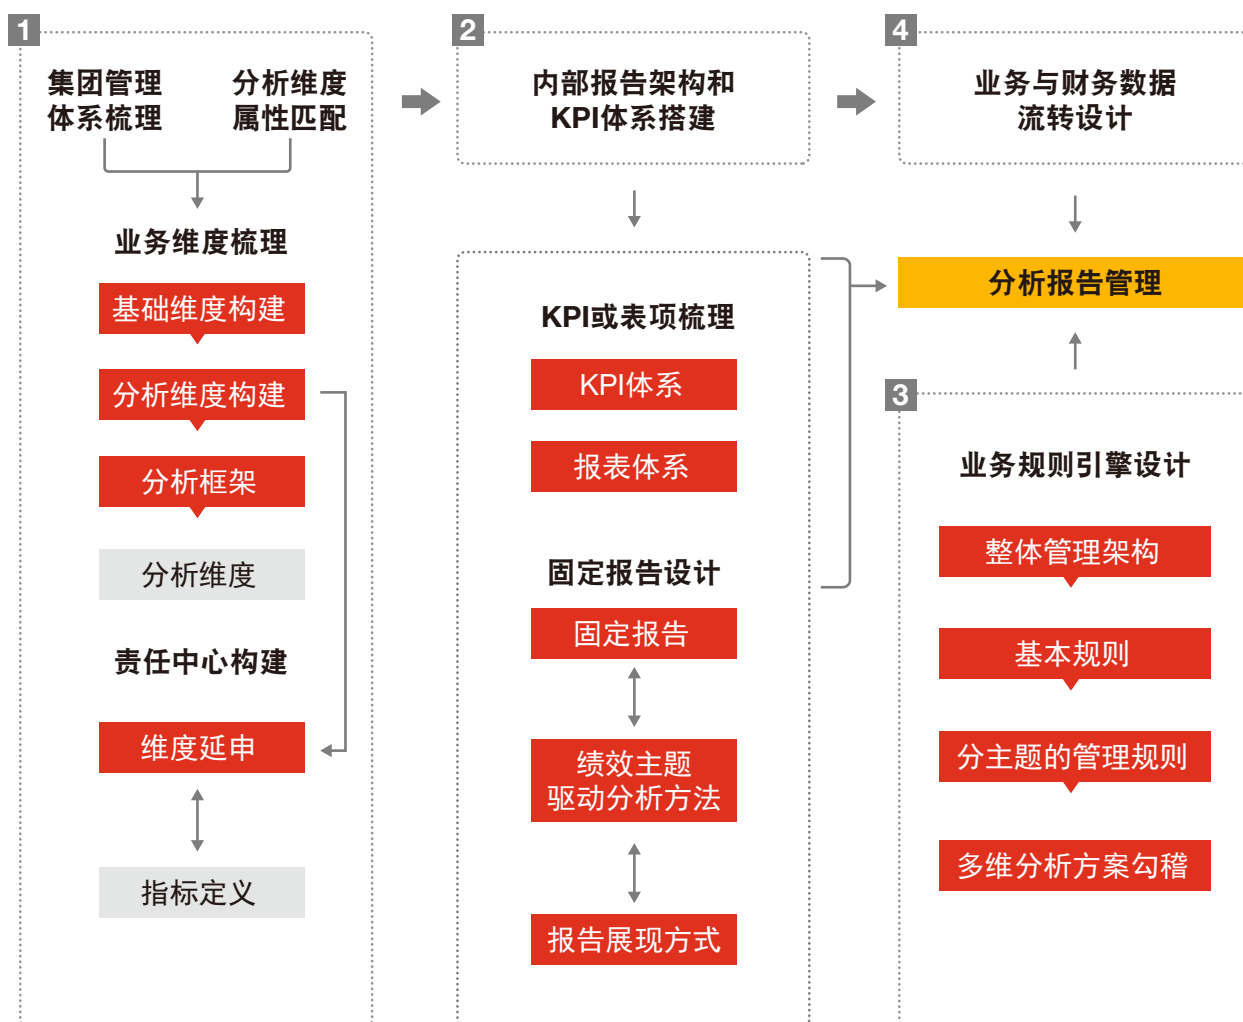 1
集团管理
体系梳理
分析维度
属性匹配
业务维度梳理
基础维度构建
分析维度构建
分析框架
分析维度
责任中心构建
维度延申
指标定义
2
内部报告架构和
KPI体系搭建
KPI或表项梳理
KPI体系
报表体系
固定报告设计
固定报告
绩效主题
驱动分析方法
报告展现方式
4
业务与财务数据
流转设计
分析报告管理
3
业务规则引擎设计
整体管理架构
基本规则
分主题的管理规则
多维分析方案勾稽